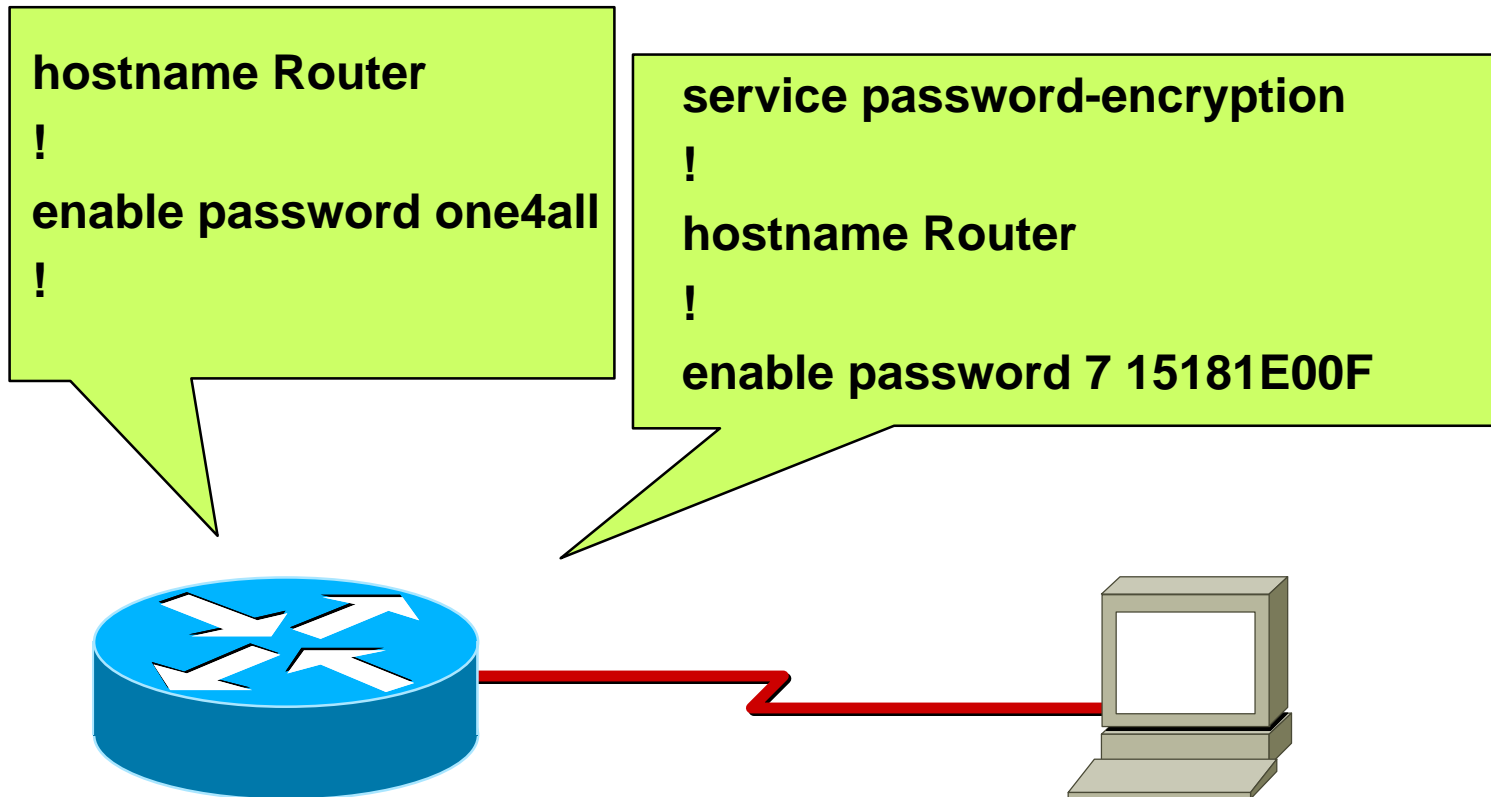 hostname Router
!
enable password one4all
!
service password-encryption
!
hostname Router
!
enable password 7 15181E00F